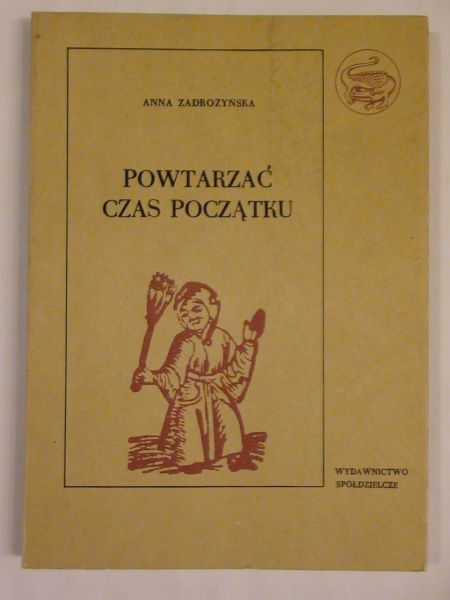 ANNA ZADROŻYŃSKA
POWTARZAĆ
CZAS POCZĄTKU
WYDAWNICTWO
SPÓŁDZIELCZE